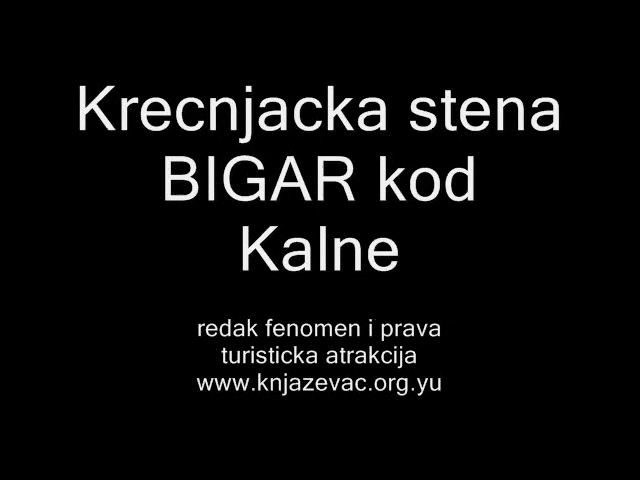 Krecnjacka stena
BIGAR kod
Kalne
redak fenomen i prava
turisticka atrakcija
www.knjazevac.org.yu